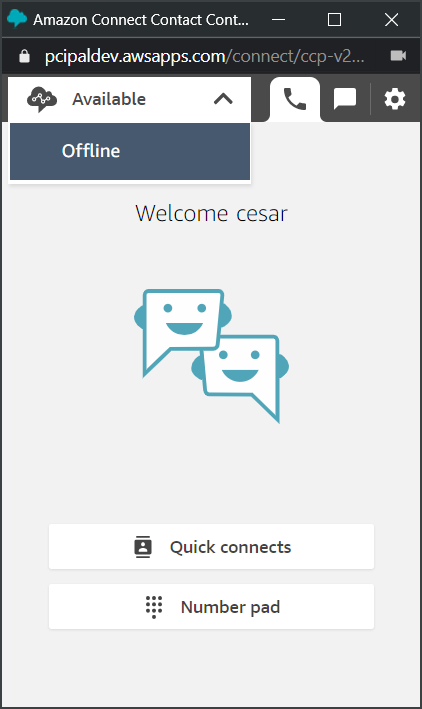 Amazon Connect Contact Cont...
pcipaldev.awsapps.com/connect/ccp-v2...
Available
Offline
Welcome cesar
Quick connects
Number pad